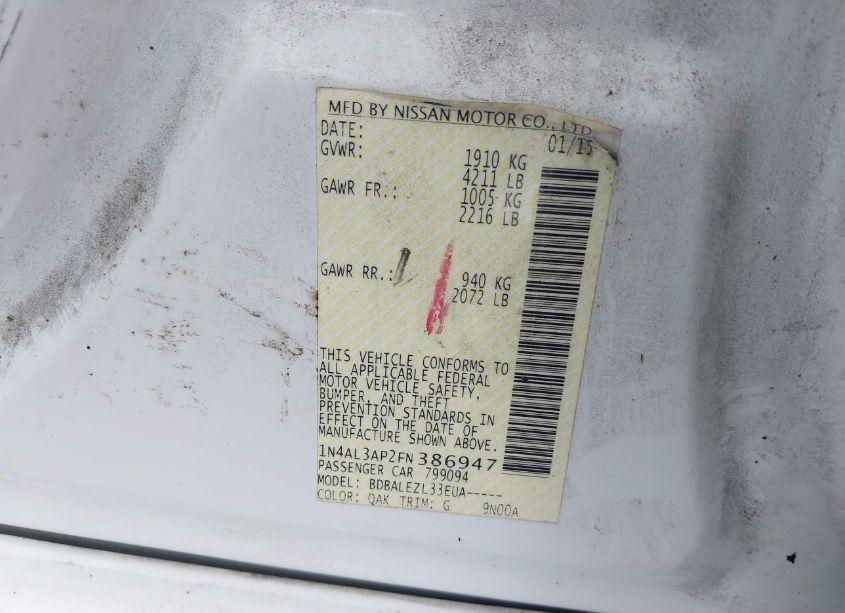 MFD BY NISSAN MOTOR CO., LTD.
DATE: 01/15
GVWR: 1910 KG
4211 LB
GAWR FR.: 1005 KG
2216 LB
GAWR RR.: 940 KG
2072 LB
THIS VEHICLE CONFORMS TO
ALL APPLICABLE FEDERAL
MOTOR VEHICLE SAFETY,
BUMPER, AND THEFT
PREVENTION STANDARDS IN
EFFECT ON THE DATE OF
MANUFACTURE SHOWN ABOVE.
1N4AL3AP2FN386947
PASSENGER CAR 799094
MODEL: BDBALEZL33EUA-----
COLOR: QAK TRIM: G 9N00A